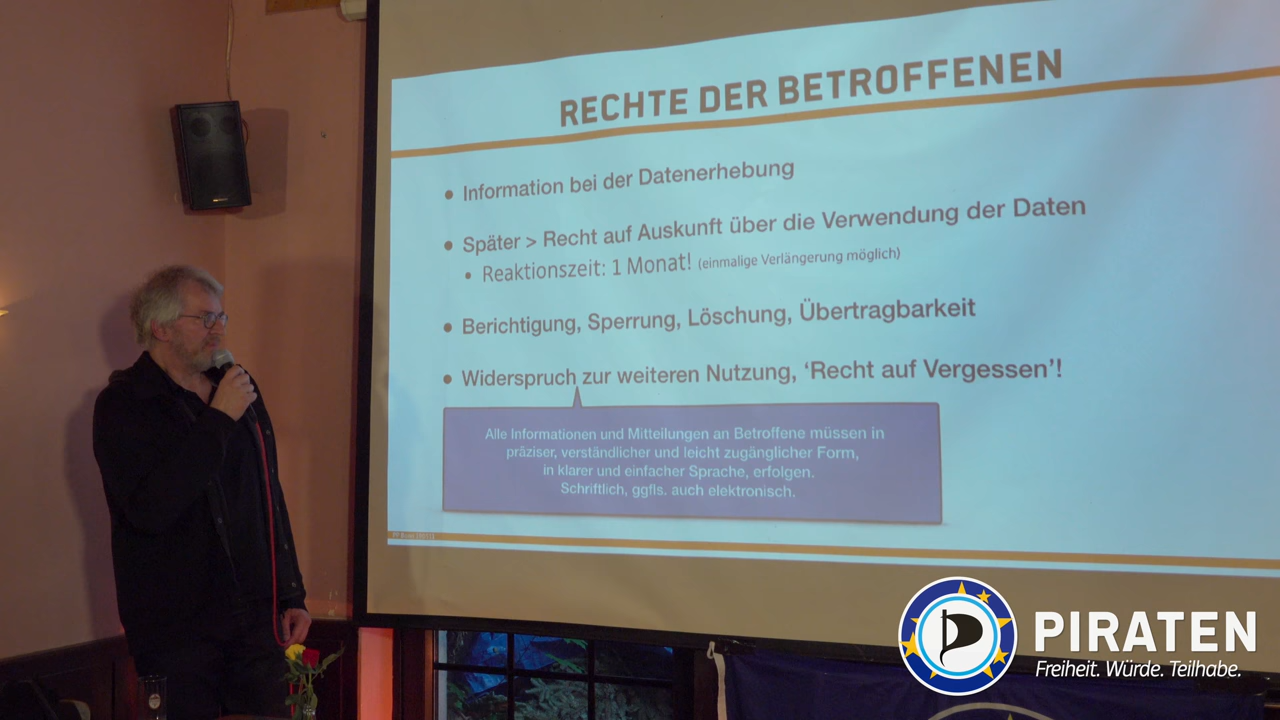 RECHTE DER BETROFFENEN
• Information bei der Datenerhebung
• Später > Recht auf Auskunft über die Verwendung der Daten
• Reaktionszeit: 1 Monat! (einmalige Verlängerung möglich)
• Berichtigung, Sperrung, Löschung, Übertragbarkeit
• Widerspruch zur weiteren Nutzung, ‘Recht auf Vergessen’!
Alle Informationen und Mitteilungen an Betroffene müssen in
präziser, verständlicher und leicht zugänglicher Form,
in klarer und einfacher Sprache, erfolgen.
Schriftlich, ggfls. auch elektronisch.
PIRATEN
Freiheit. Würde. Teilhabe.